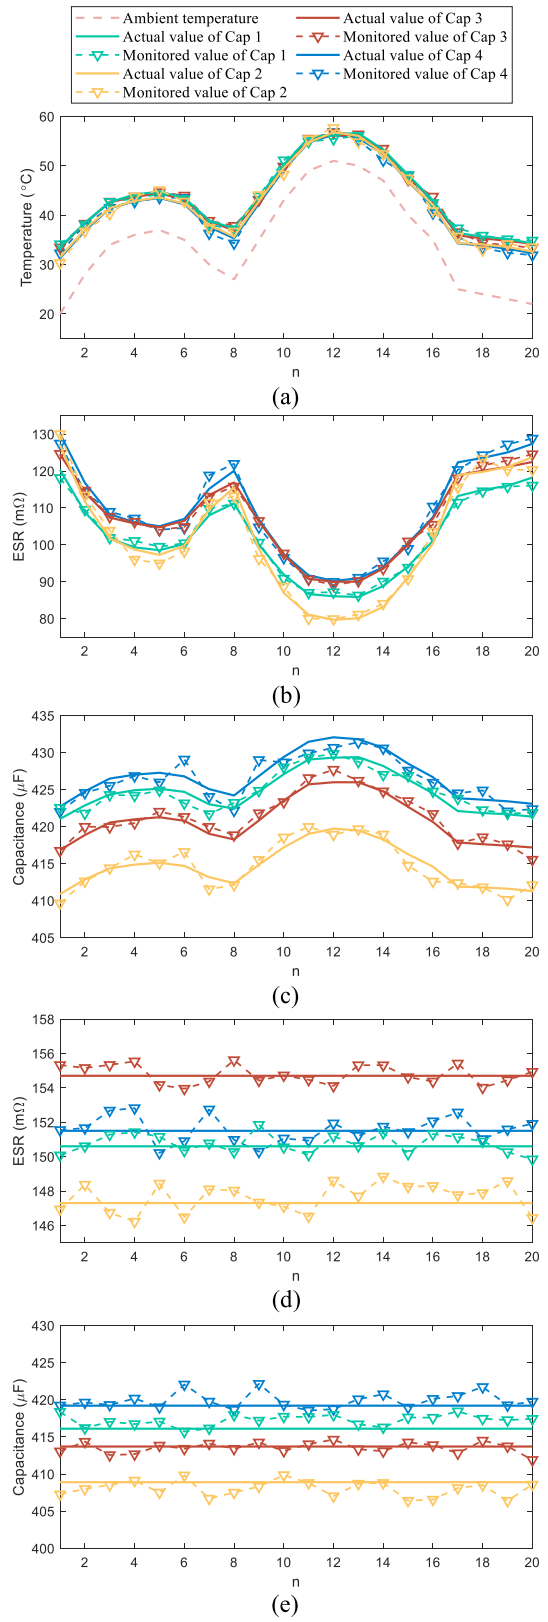 Ambient temperature
Actual value of Cap 1
Monitored value of Cap 1
Actual value of Cap 2
Monitored value of Cap 2
Actual value of Cap 3
Monitored value of Cap 3
Actual value of Cap 4
Monitored value of Cap 4
60
50
40
30
20
Temperature (°C)
2 4 6 8 10 12 14 16 18 20
n
(a)
130
120
110
100
90
80
ESR (mΩ)
2 4 6 8 10 12 14 16 18 20
n
(b)
435
430
425
420
415
410
405
Capacitance (μF)
2 4 6 8 10 12 14 16 18 20
n
(c)
158
156
154
152
150
148
146
ESR (mΩ)
2 4 6 8 10 12 14 16 18 20
n
(d)
430
425
420
415
410
405
400
Capacitance (μF)
2 4 6 8 10 12 14 16 18 20
n
(e)